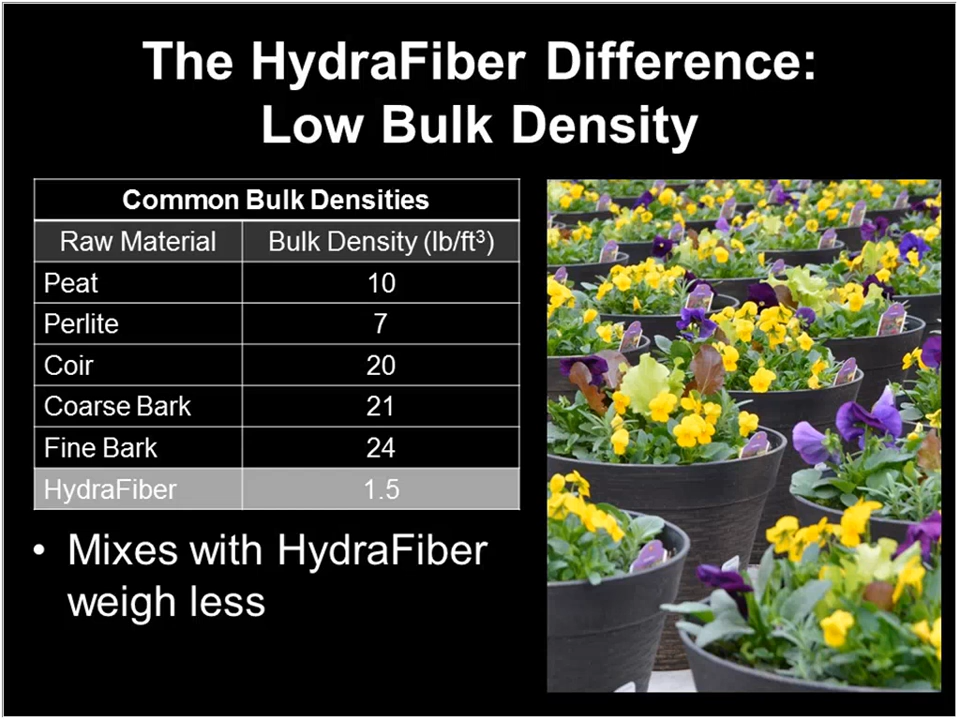 The HydraFiber Difference:
Low Bulk Density
Common Bulk Densities
Raw Material Bulk Density (lb/ft³)
Peat 10
Perlite 7
Coir 20
Coarse Bark 21
Fine Bark 24
HydraFiber 1.5
• Mixes with HydraFiber
weigh less